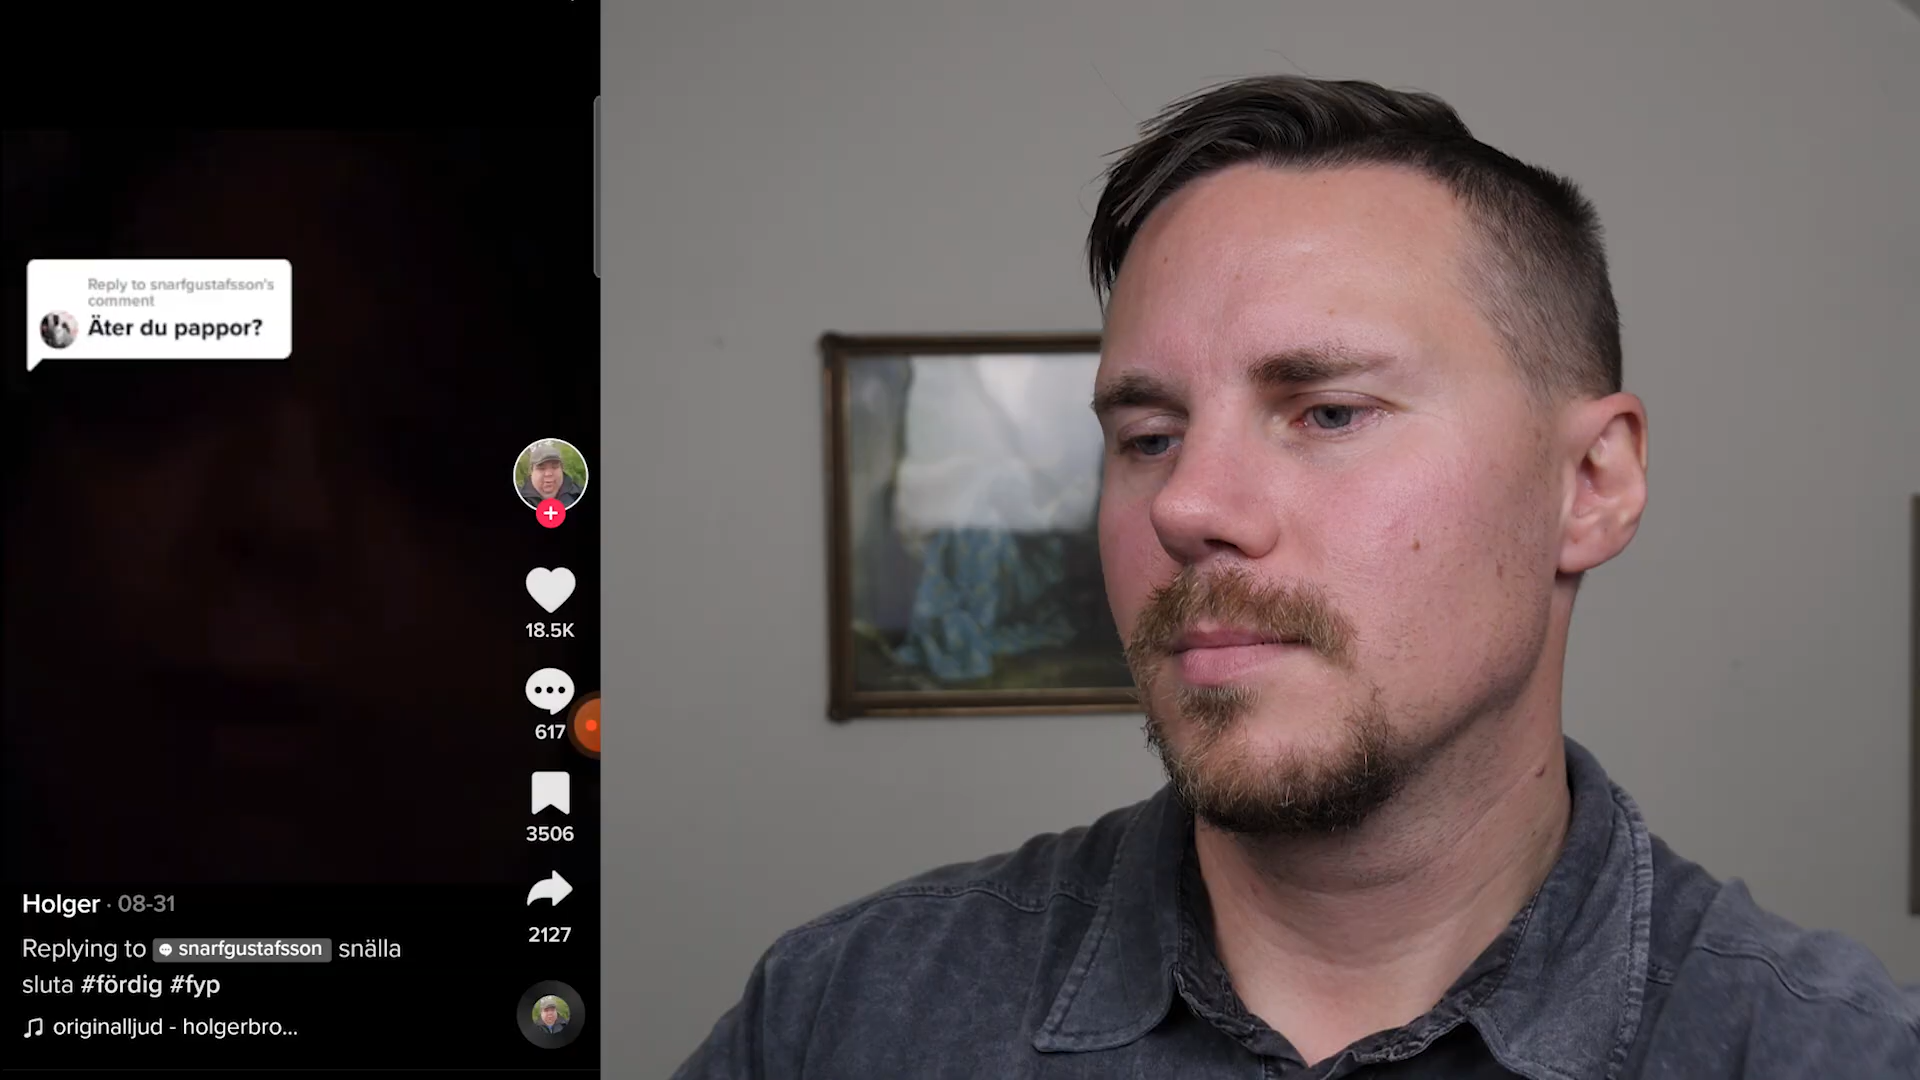 Reply to snarfgustafsson's
comment
Äter du pappor?
18.5K
617
3506
2127
Holger · 08-31
Replying to snarfgustafsson snälla
sluta #fördig #fyp
originalljud - holgerbro...